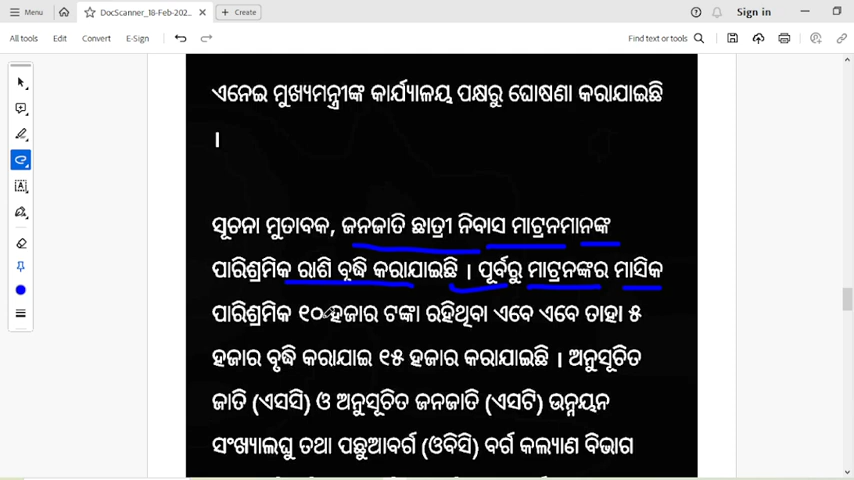 Menu
DocScanner_18-Feb-202...
Create
Sign in
All tools Edit Convert E-Sign
Find text or tools
ଏନେଇ ମୁଖ୍ୟମନ୍ତ୍ରୀଙ୍କ କାର୍ଯ୍ୟାଳୟ ପକ୍ଷରୁ ଘୋଷଣା କରାଯାଇଛି
।
ସୂଚନା ମୁତାବକ, ଜନଜାତି ଛାତ୍ରୀ ନିବାସ ମାଟ୍ରନମାନଙ୍କ
ପାରିଶ୍ରମିକ ରାଶି ବୃଦ୍ଧି କରାଯାଇଛି । ପୂର୍ବରୁ ମାଟ୍ରନଙ୍କର ମାସିକ
ପାରିଶ୍ରମିକ ୧୦ ହଜାର ଟଙ୍କା ରହିଥିବା ଏବେ ଏବେ ତାହା ୫
ହଜାର ବୃଦ୍ଧି କରାଯାଇ ୧୫ ହଜାର କରାଯାଇଛି । ଅନୁସୂଚିତ
ଜାତି (ଏସସି) ଓ ଅନୁସୂଚିତ ଜନଜାତି (ଏସଟି) ଉନ୍ନୟନ
ସଂଖ୍ୟାଲଘୁ ତଥା ପଛୁଆବର୍ଗ (ଓବିସି) ବର୍ଗ କଲ୍ୟାଣ ବିଭାଗ